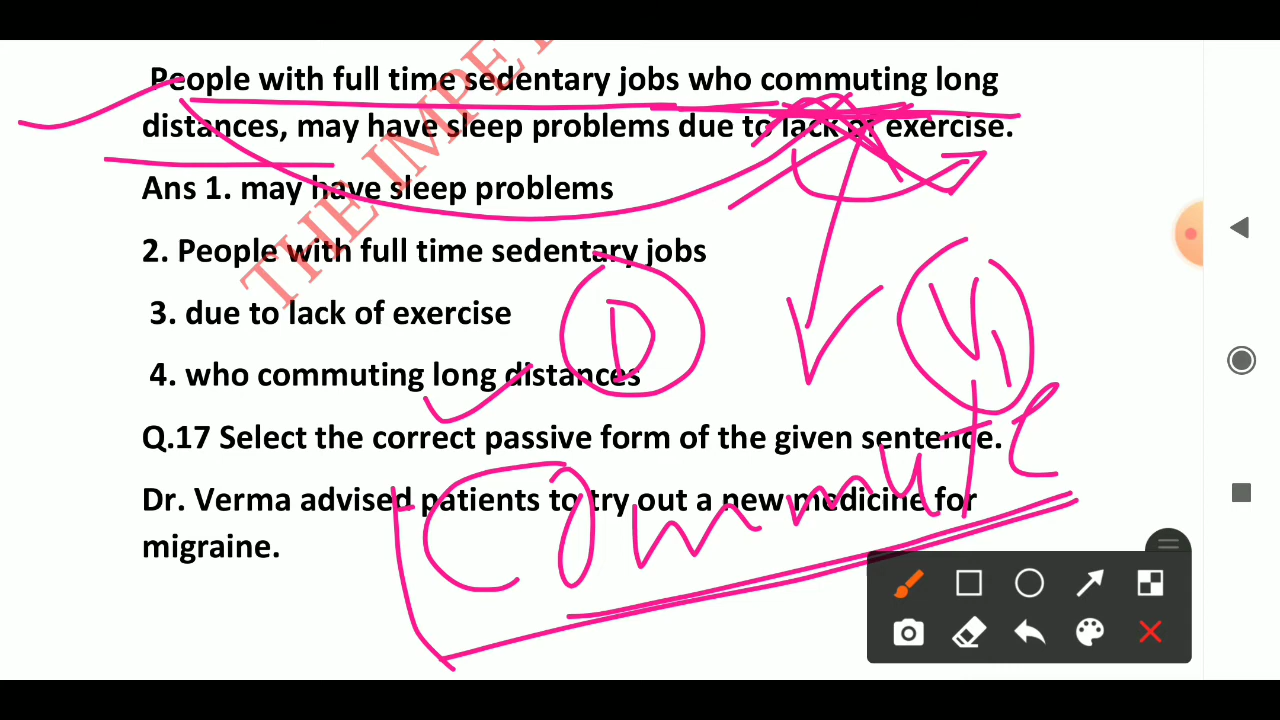 People with full time sedentary jobs who commuting long
distances, may have sleep problems due to lack of exercise.
Ans 1. may have sleep problems
2. People with full time sedentary jobs
3. due to lack of exercise
D
V1
4. who commuting long distances
Q.17 Select the correct passive form of the given sentence.
Dr. Verma advised patients to try out a new medicine for
migraine.
Commute
THE IMPE